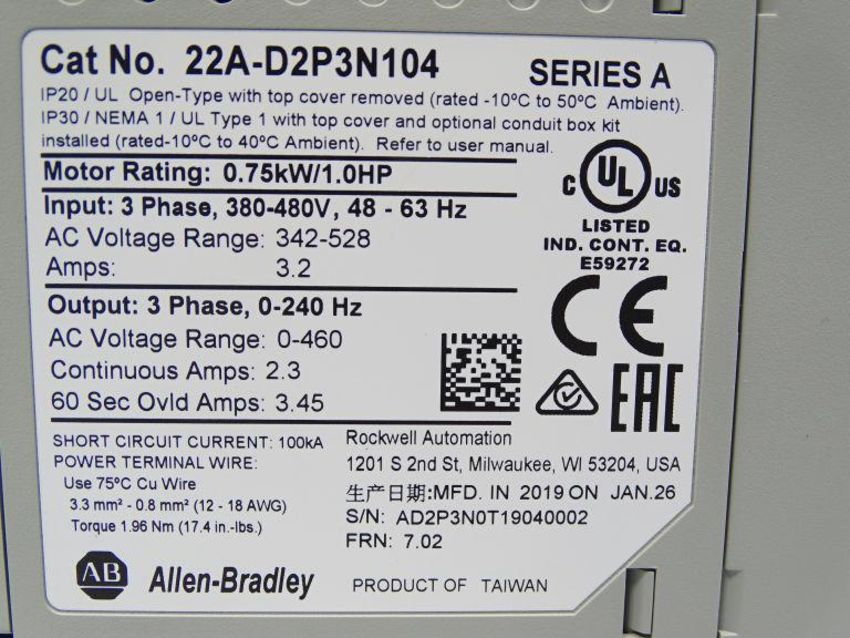 Cat No. 22A-D2P3N104 SERIES A
IP20 / UL Open-Type with top cover removed (rated -10ºC to 50ºC Ambient).
IP30 / NEMA 1 / UL Type 1 with top cover and optional conduit box kit
installed (rated-10ºC to 40ºC Ambient). Refer to user manual.
Motor Rating: 0.75kW/1.0HP
Input: 3 Phase, 380-480V, 48 - 63 Hz
AC Voltage Range: 342-528
Amps: 3.2
C UL US
LISTED
IND. CONT. EQ.
E59272
Output: 3 Phase, 0-240 Hz
AC Voltage Range: 0-460
Continuous Amps: 2.3
60 Sec Ovld Amps: 3.45
CE
EAC
SHORT CIRCUIT CURRENT: 100kA
POWER TERMINAL WIRE:
Use 75ºC Cu Wire
3.3 mm² - 0.8 mm² (12 - 18 AWG)
Torque 1.96 Nm (17.4 in.-lbs.)
Rockwell Automation
1201 S 2nd St, Milwaukee, WI 53204, USA
生产日期:MFD. IN 2019 ON JAN.26
S/N: AD2P3N0T19040002
FRN: 7.02
AB Allen-Bradley
PRODUCT OF TAIWAN